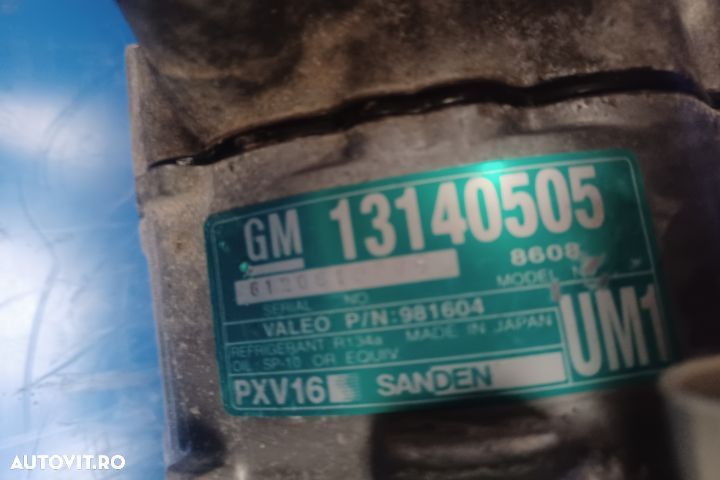 GM 13140505
8608
SERIAL NO MODEL
VALEO P/N:981604
REFRIGERANT R134a MADE IN JAPAN
OIL SP-10 OR EQUIV
UM1
PXV16 SANDEN
AUTOVIT.RO